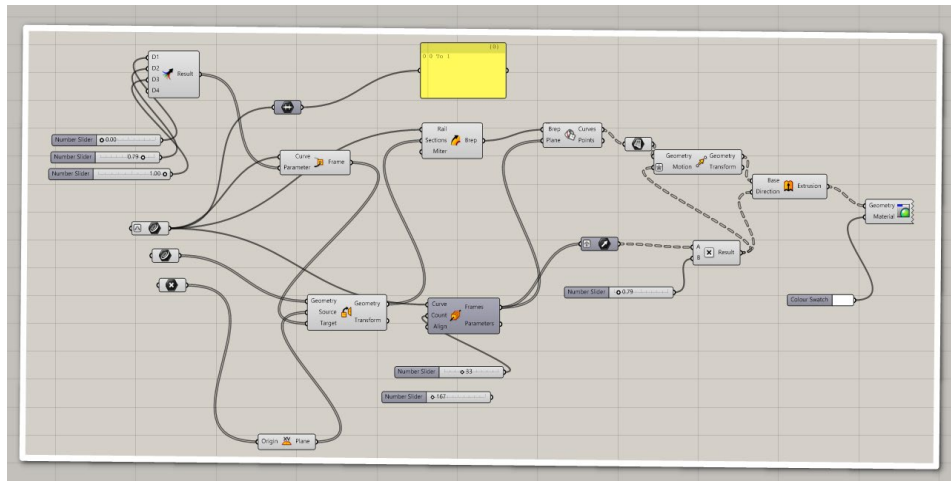 D1
D2
D3
D4
Result
{0}
0.0 To 1
Number Slider 0.00
Number Slider 0.79
Number Slider 1.00
Curve
Parameter
Frame
Rail
Sections
Miter
Brep
Brep
Plane
Curves
Points
Geometry
Motion
Geometry
Transform
Base
Direction
Extrusion
Geometry
Material
A
B
Result
Number Slider 0.79
Colour Swatch
Geometry
Source
Target
Geometry
Transform
Curve
Count
Align
Frames
Parameters
Number Slider 33
Number Slider 167
Origin
XY
Plane